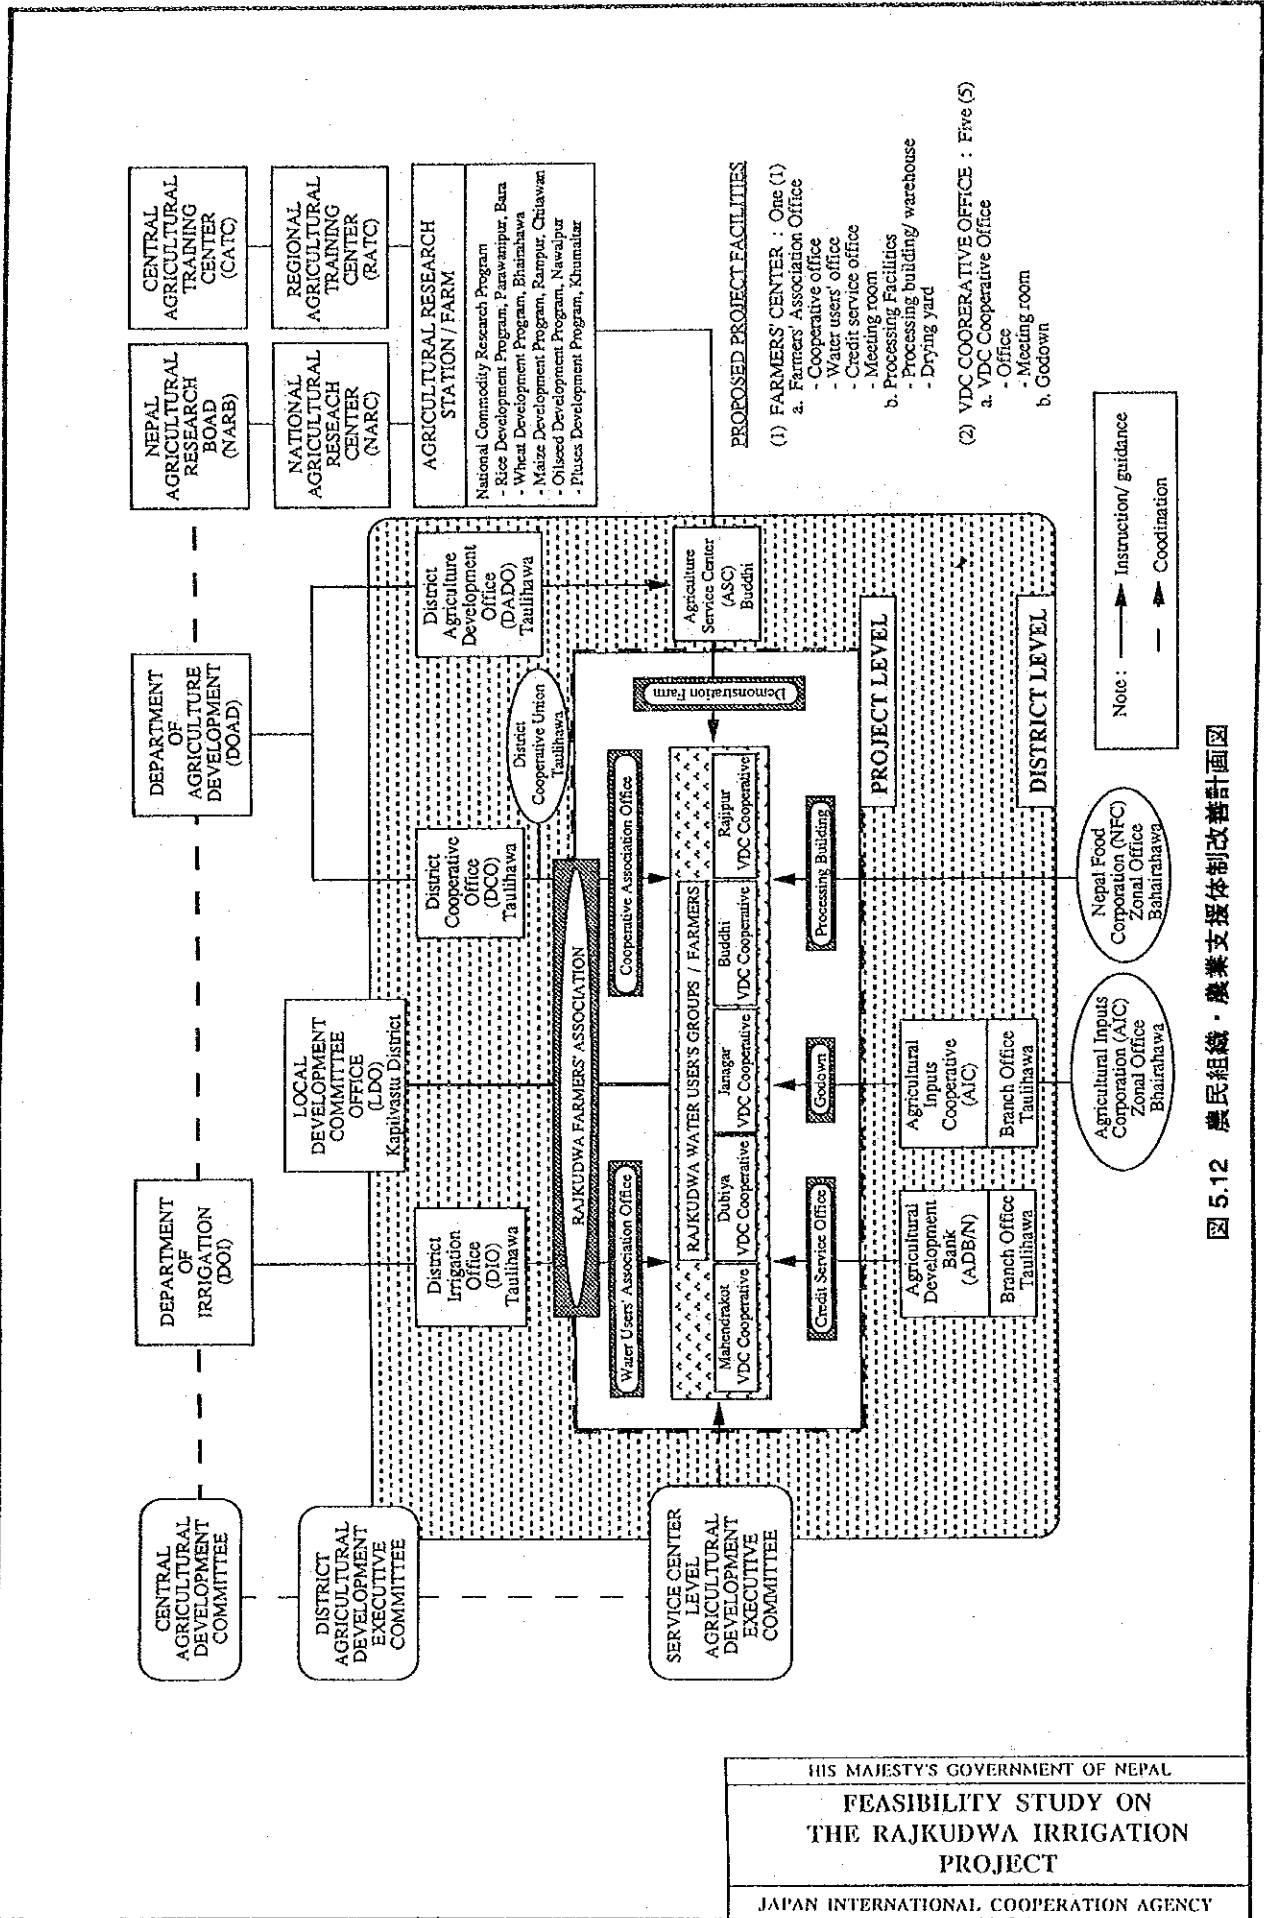 CENTRAL
AGRICULTURAL
DEVELOPMENT
COMMITTEE
DEPARTMENT
OF
IRRIGATION
(DOI)
DEPARTMENT
OF
AGRICULTURE
DEVELOPMENT
(DOAD)
NEPAL
AGRICULTURAL
RESEARCH
BOAD
(NARB)
CENTRAL
AGRICULTURAL
TRAINING
CENTER
(CATC)
DISTRICT
AGRICULTURAL
DEVELOPMENT
EXECUTIVE
COMMITTEE
LOCAL
DEVELOPMENT
COMMITTEE
OFFICE
(LDO)
Kapilvastu District
NATIONAL
AGRICULTURAL
REASEACH
CENTER
(NARC)
REGIONAL
AGRICULTURAL
TRAINING
CENTER
(RATC)
District
Irrigation
Office
(DIO)
Taulihawa
District
Cooperative
Office
(DCO)
Taulihawa
District
Cooperative Union
Taulihawa
District
Agriculture
Development
Office
(DADO)
Taulihawa
AGRICULTURAL RESEARCH
STATION / FARM
National Commodity Research Program
- Rice Development Program, Parawanipur, Bara
- Wheat Development Program, Bhairahawa
- Maize Development Program, Rampur, Chitawan
- Oilseed Development Program, Nawalpur
- Pluses Development Program, Khumaltar
RAJKUDWA FARMERS' ASSOCIATION
Water Users' Association Office
Cooperative Association Office
SERVICE CENTER
LEVEL
AGRICULTURAL
DEVELOPMENT
EXECUTIVE
COMMITTEE
RAJKUDWA WATER USER'S GROUPS / FARMERS
Mahendrakot
VDC Cooperative
Dubiya
VDC Cooperative
Janagar
VDC Cooperative
Buddhi
VDC Cooperative
Rajipur
VDC Cooperative
Demonstration Farm
Agriculture
Service Center
(ASC)
Buddhi
Credit Service Office
Godown
Processing Building
PROJECT LEVEL
Agricultural
Development
Bank
(ADB/N)
Branch Office
Taulihawa
Agricultural
Inputs
Cooperative
(AIC)
Branch Office
Taulihawa
DISTRICT LEVEL
Agricultural Inputs
Corporation (AIC)
Zonal Office
Bhairahawa
Nepal Food
Corporation (NFC)
Zonal Office
Bahairahawa
PROPOSED PROJECT FACILITIES
(1) FARMERS' CENTER : One (1)
a. Farmers' Association Office
- Cooperative office
- Water users' office
- Credit service office
- Meeting room
b. Processing Facilities
- Processing building/ warehouse
- Drying yard
(2) VDC COORERATIVE OFFICE : Five (5)
a. VDC Cooperative Office
- Office
- Meeting room
b. Godown
Note : Instruction/ guidance
Coodination
図 5.12 農民組織・農業支援体制改善計画図
HIS MAJESTY'S GOVERNMENT OF NEPAL
FEASIBILITY STUDY ON
THE RAJKUDWA IRRIGATION
PROJECT
JAPAN INTERNATIONAL COOPERATION AGENCY